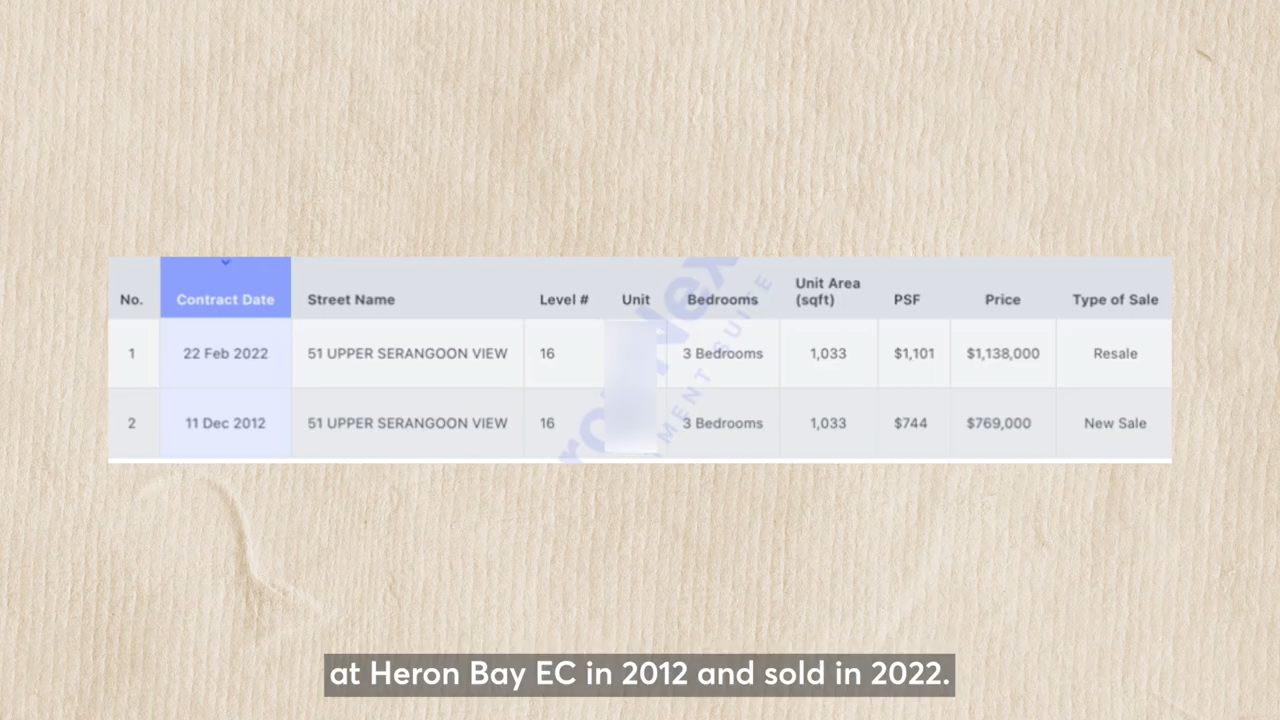 No. Contract Date Street Name Level # Unit Bedrooms Unit Area (sqft) PSF Price Type of Sale
1 22 Feb 2022 51 UPPER SERANGOON VIEW 16 3 Bedrooms 1,033 $1,101 $1,138,000 Resale
2 11 Dec 2012 51 UPPER SERANGOON VIEW 16 3 Bedrooms 1,033 $744 $769,000 New Sale
at Heron Bay EC in 2012 and sold in 2022.